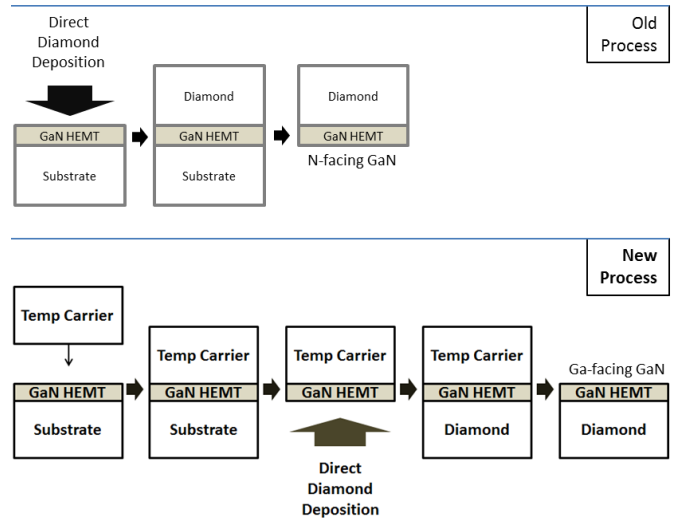 Direct
Diamond
Deposition
Old
Process
GaN HEMT
Substrate
Diamond
GaN HEMT
Substrate
Diamond
GaN HEMT
N-facing GaN
New
Process
Temp Carrier
GaN HEMT
Substrate
Temp Carrier
GaN HEMT
Substrate
Temp Carrier
GaN HEMT
Direct
Diamond
Deposition
Temp Carrier
GaN HEMT
Diamond
Ga-facing GaN
GaN HEMT
Diamond